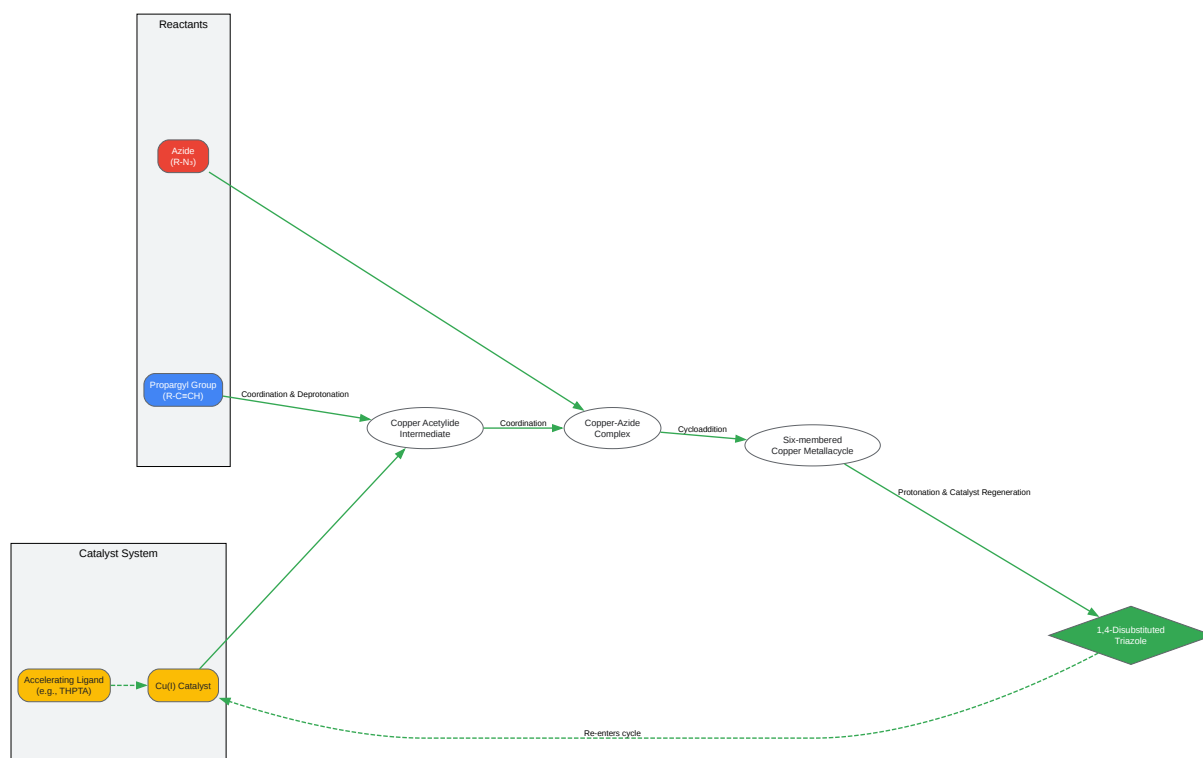 Reactants
Azide
(R-N₃)
Propargyl Group
(R-C≡CH)
Coordination & Deprotonation
Copper Acetylide
Intermediate
Coordination
Copper-Azide
Complex
Cycloaddition
Six-membered
Copper Metallacycle
Protonation & Catalyst Regeneration
Catalyst System
1,4-Disubstituted
Triazole
Accelerating Ligand
(e.g., THPTA)
Cu(I) Catalyst
Re-enters cycle